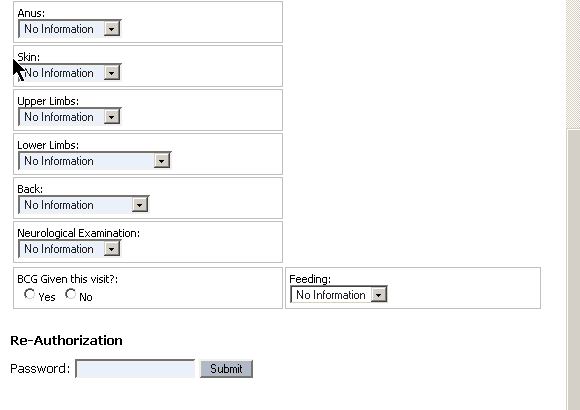 Anus:
No Information
Skin:
No Information
Upper Limbs:
No Information
Lower Limbs:
No Information
Back:
No Information
Neurological Examination:
No Information
BCG Given this visit?: Feeding:
Yes No No Information
Re-Authorization
Password: Submit